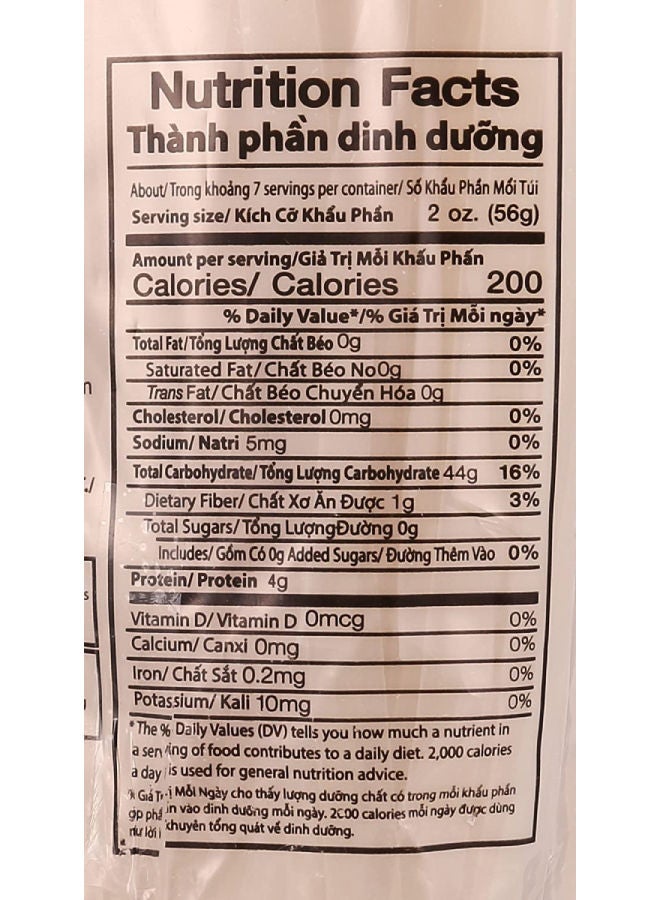 Nutrition Facts
Thành phần dinh dưỡng
About/Trong khoảng 7 servings per container/ Số Khẩu Phần Mỗi Túi
Serving size/ Kích Cỡ Khẩu Phần 2 oz. (56g)
Amount per serving/Giả Trị Mỗi Khấu Phấn
Calories/ Calories 200
% Daily Value*/% Giá Trị Mỗi ngày*
Total Fat/Tổng Lượng Chất Béo 0g 0%
Saturated Fat/Chất Béo No0g 0%
Trans Fat/Chất Béo Chuyển Hóa 0g
Cholesterol/Cholesterol 0mg 0%
Sodium/ Natri 5mg 0%
Total Carbohydrate/Tổng Lượng Carbohydrate 44g 16%
Dietary Fiber/ Chất Xơ Ăn Được 1g 3%
Total Sugars/Tổng LượngĐường 0g
Includes/ Gồm Có 0g Added Sugars/ Đường Thêm Vào 0%
Protein/ Protein 4g
Vitamin D/ Vitamin D 0mcg 0%
Calcium/ Canxi 0mg 0%
Iron/ Chất Sắt 0.2mg 0%
Potassium/ Kali 10mg 0%
*The % Daily Values (DV) tells you how much a nutrient in
a serving of food contributes to a daily diet. 2,000 calories
a day is used for general nutrition advice.
% Giá Trị Mỗi Ngày cho thấy lượng dưỡng chất có trong mỗi khẩu phần
góp phần vào dinh dưỡng mỗi ngày. 2000 calories mỗi ngày được dùng
như lời khuyên tổng quát về dinh dưỡng.